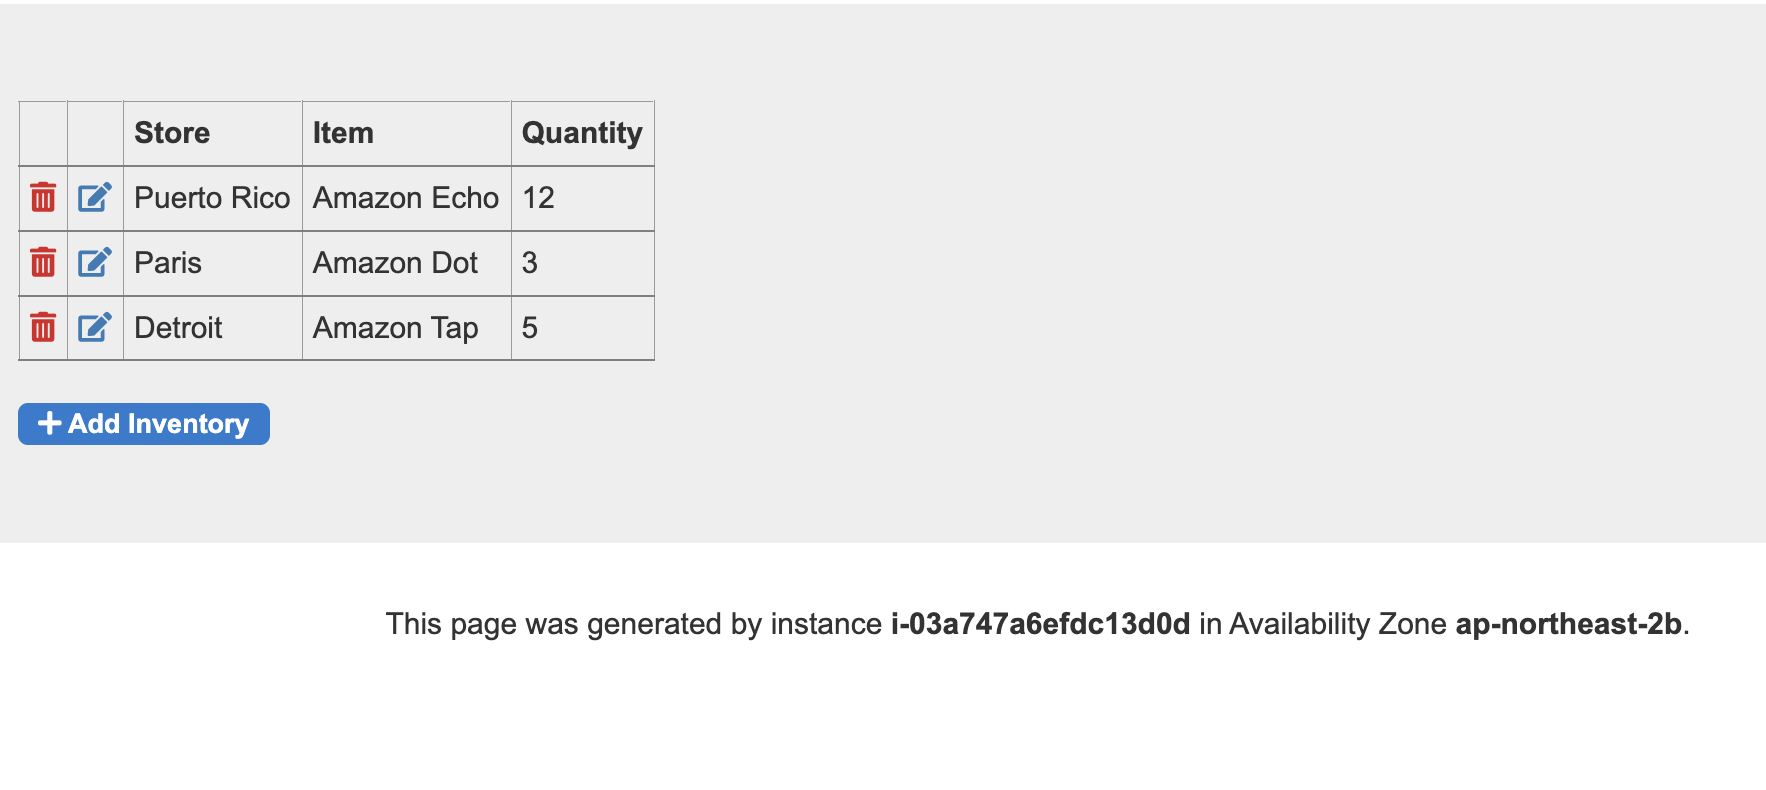 Store Item Quantity
Puerto Rico Amazon Echo 12
Paris Amazon Dot 3
Detroit Amazon Tap 5
Add Inventory
This page was generated by instance i-03a747a6efdc13d0d in Availability Zone ap-northeast-2b.